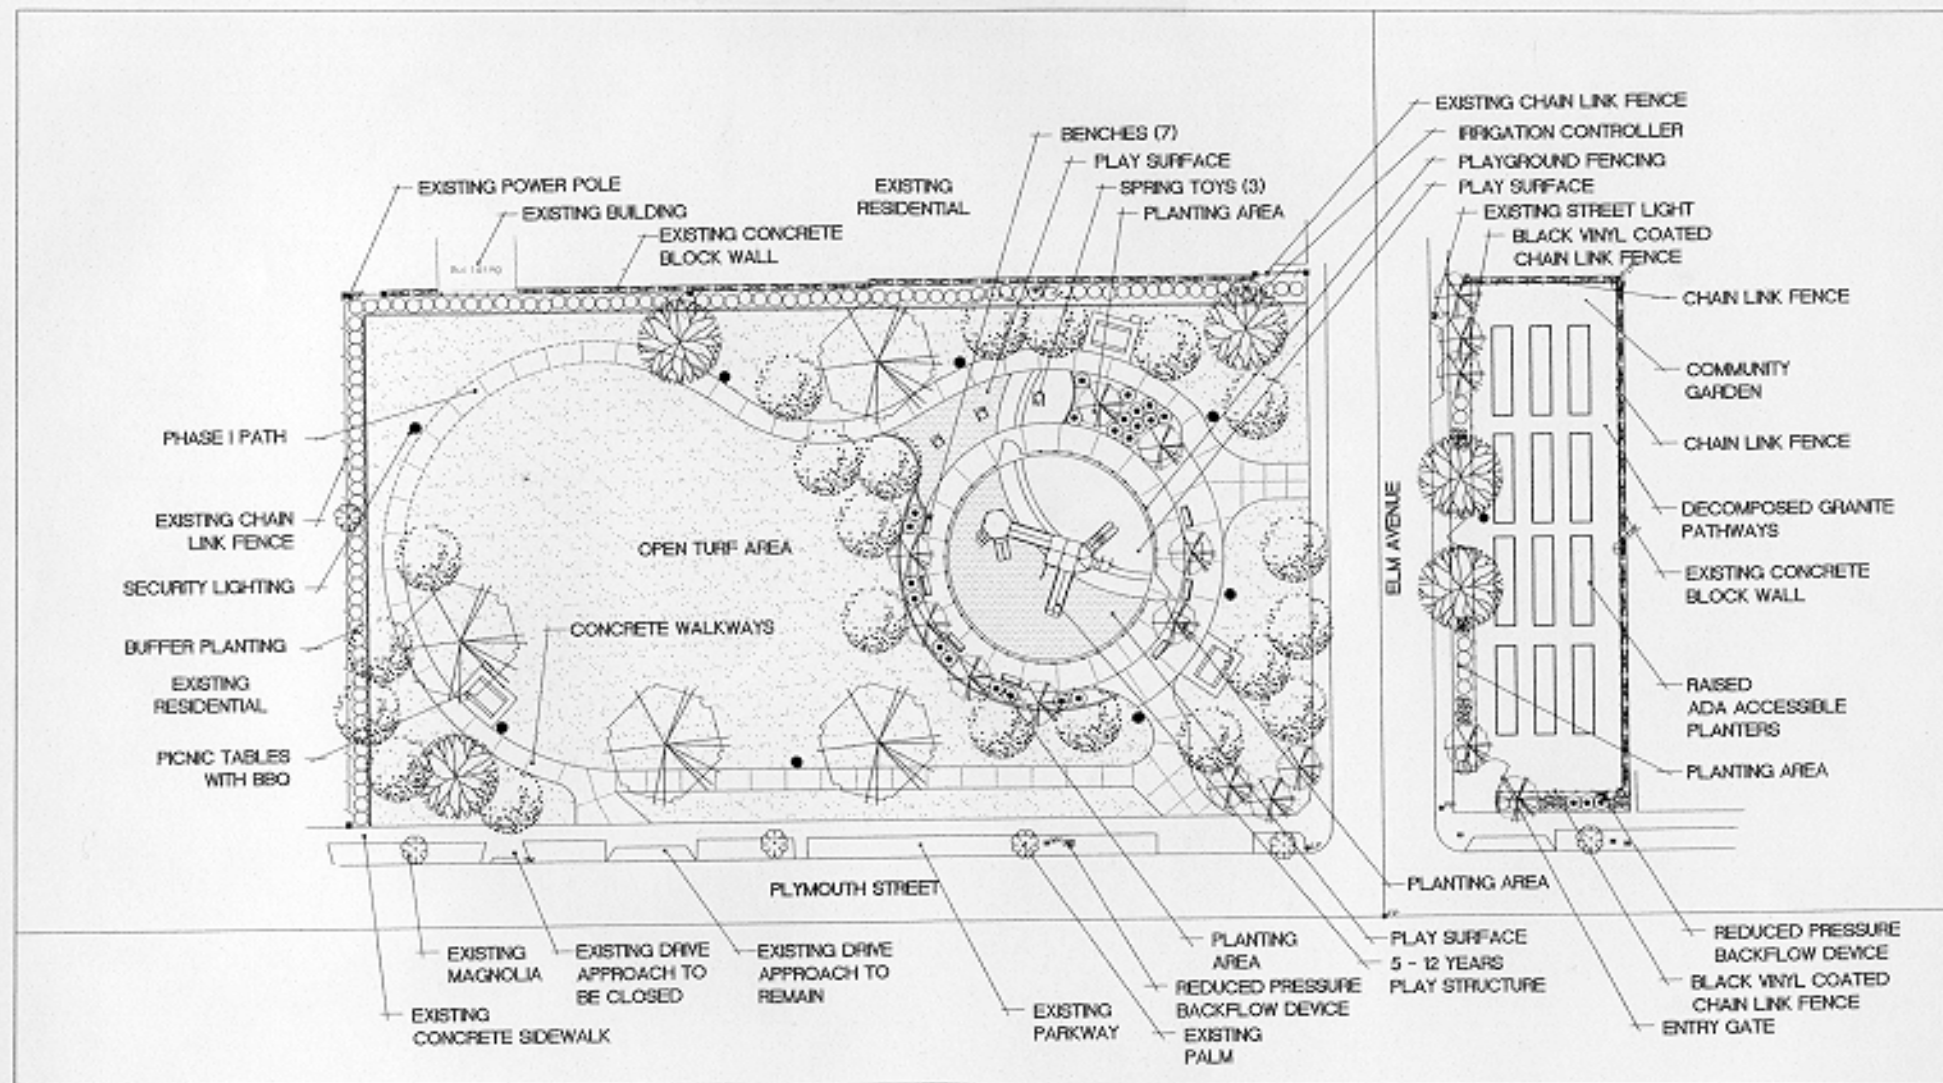 EXISTING CHAIN LINK FENCE
IRRIGATION CONTROLLER
PLAYGROUND FENCING
PLAY SURFACE
EXISTING STREET LIGHT
BLACK VINYL COATED
CHAIN LINK FENCE
BENCHES (7)
PLAY SURFACE
SPRING TOYS (3)
PLANTING AREA
EXISTING
RESIDENTIAL
EXISTING POWER POLE
EXISTING BUILDING
EXISTING CONCRETE
BLOCK WALL
Building
CHAIN LINK FENCE
COMMUNITY
GARDEN
CHAIN LINK FENCE
DECOMPOSED GRANITE
PATHWAYS
EXISTING CONCRETE
BLOCK WALL
RAISED
ADA ACCESSIBLE
PLANTERS
PLANTING AREA
PHASE I PATH
EXISTING CHAIN
LINK FENCE
SECURITY LIGHTING
BUFFER PLANTING
EXISTING
RESIDENTIAL
PICNIC TABLES
WITH BBQ
OPEN TURF AREA
CONCRETE WALKWAYS
ELM AVENUE
PLYMOUTH STREET
PLANTING AREA
EXISTING
MAGNOLIA
EXISTING DRIVE
APPROACH TO
BE CLOSED
EXISTING DRIVE
APPROACH TO
REMAIN
EXISTING
CONCRETE SIDEWALK
EXISTING
PARKWAY
PLANTING
AREA
REDUCED PRESSURE
BACKFLOW DEVICE
EXISTING
PALM
PLAY SURFACE
5 - 12 YEARS
PLAY STRUCTURE
REDUCED PRESSURE
BACKFLOW DEVICE
BLACK VINYL COATED
CHAIN LINK FENCE
ENTRY GATE